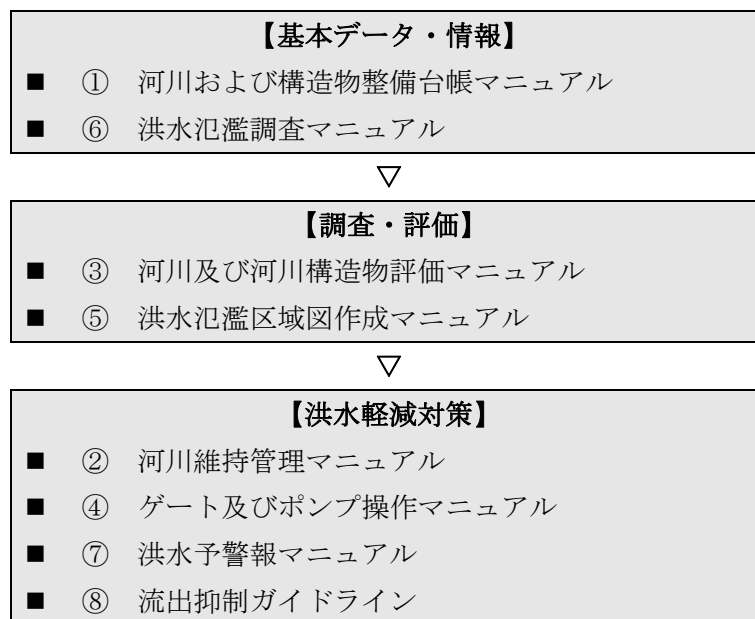 【基本データ・情報】
■ ① 河川および構造物整備台帳マニュアル
■ ⑥ 洪水氾濫調査マニュアル
▽
【調査・評価】
■ ③ 河川及び河川構造物評価マニュアル
■ ⑤ 洪水氾濫区域図作成マニュアル
▽
【洪水軽減対策】
■ ② 河川維持管理マニュアル
■ ④ ゲート及びポンプ操作マニュアル
■ ⑦ 洪水予警報マニュアル
■ ⑧ 流出抑制ガイドライン